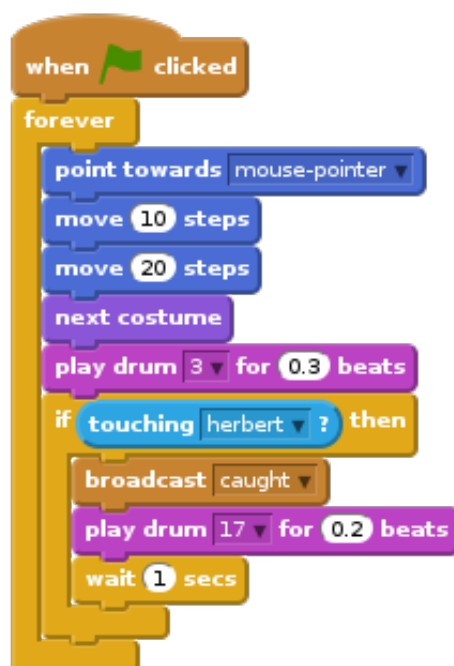 when clicked
forever
point towards mouse-pointer
move 10 steps
move 20 steps
next costume
play drum 3 for 0.3 beats
if touching herbert ? then
broadcast caught
play drum 17 for 0.2 beats
wait 1 secs